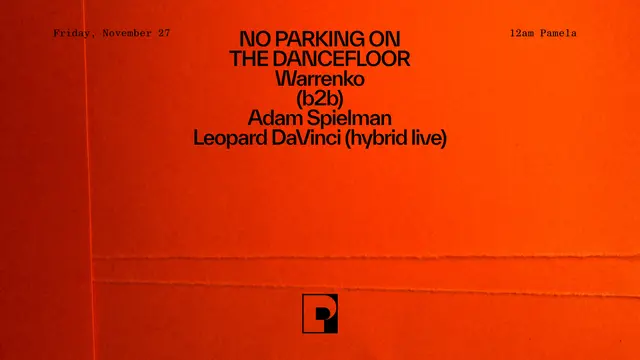 Friday, November 27
12am Pamela
NO PARKING ON
THE DANCEFLOOR
Warrenko
(b2b)
Adam Spielman
Leopard DaVinci (hybrid live)
P